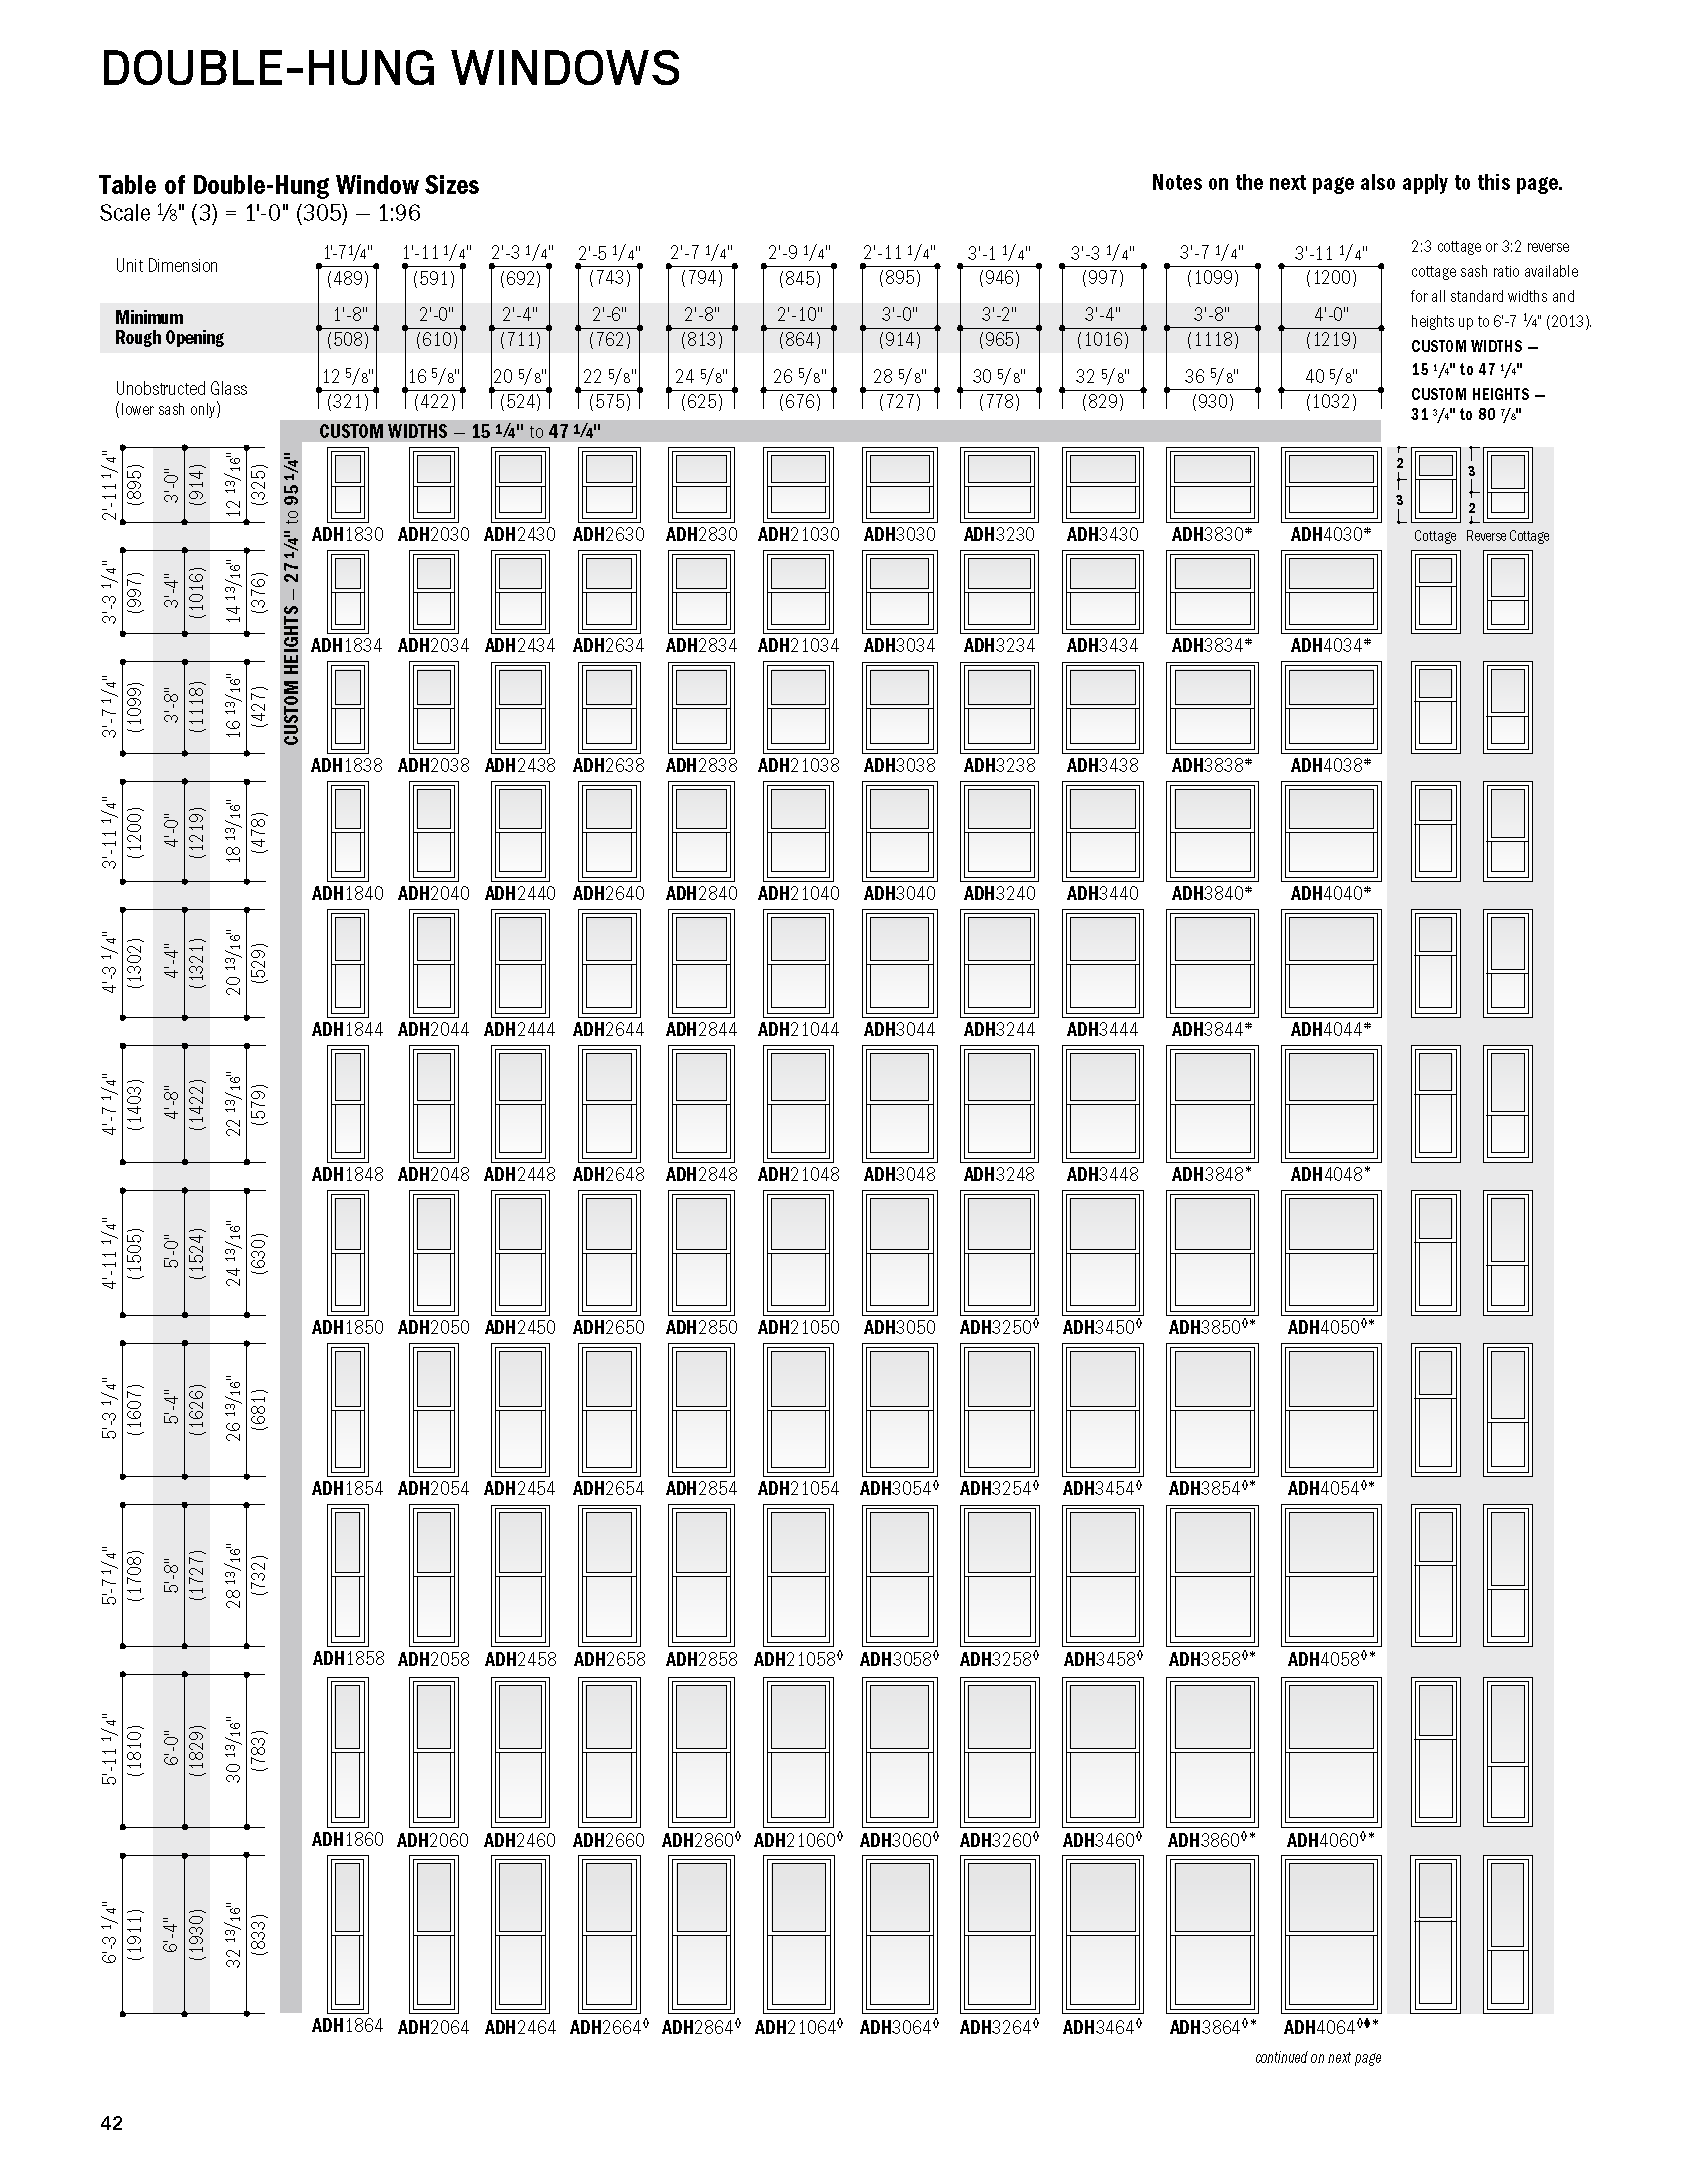 DOUBLE-HUNG WINDOWS
Table of Double-Hung Window Sizes
Notes on the next page also apply to this page.
Scale 1/8" (3) = 1'-0" (305) — 1:96
Unit Dimension
1'-7 1/4" 1'-11 1/4" 2'-3 1/4" 2'-5 1/4" 2'-7 1/4" 2'-9 1/4" 2'-11 1/4" 3'-1 1/4" 3'-3 1/4" 3'-7 1/4" 3'-11 1/4"
(489) (591) (692) (743) (794) (845) (895) (946) (997) (1099) (1200)
Minimum
Rough Opening
1'-8" 2'-0" 2'-4" 2'-6" 2'-8" 2'-10" 3'-0" 3'-2" 3'-4" 3'-8" 4'-0"
(508) (610) (711) (762) (813) (864) (914) (965) (1016) (1118) (1219)
Unobstructed Glass
(lower sash only)
12 5/8" 16 5/8" 20 5/8" 22 5/8" 24 5/8" 26 5/8" 28 5/8" 30 5/8" 32 5/8" 36 5/8" 40 5/8"
(321) (422) (524) (575) (625) (676) (727) (778) (829) (930) (1032)
2:3 cottage or 3:2 reverse
cottage sash ratio available
for all standard widths and
heights up to 6'-7 1/4" (2013).
CUSTOM WIDTHS —
15 1/4" to 47 1/4"
CUSTOM HEIGHTS —
31 3/4" to 80 7/8"
CUSTOM WIDTHS — 15 1/4" to 47 1/4"
CUSTOM HEIGHTS — 27 1/4" to 95 1/4"
2'-11 1/4" (895) 3'-0" (914) 12 13/16" (325)
2 3 3 2
ADH1830 ADH2030 ADH2430 ADH2630 ADH2830 ADH21030 ADH3030 ADH3230 ADH3430 ADH3830* ADH4030* Cottage Reverse Cottage
3'-3 1/4" (997) 3'-4" (1016) 14 13/16" (376)
ADH1834 ADH2034 ADH2434 ADH2634 ADH2834 ADH21034 ADH3034 ADH3234 ADH3434 ADH3834* ADH4034*
3'-7 1/4" (1099) 3'-8" (1118) 16 13/16" (427)
ADH1838 ADH2038 ADH2438 ADH2638 ADH2838 ADH21038 ADH3038 ADH3238 ADH3438 ADH3838* ADH4038*
3'-11 1/4" (1200) 4'-0" (1219) 18 13/16" (478)
ADH1840 ADH2040 ADH2440 ADH2640 ADH2840 ADH21040 ADH3040 ADH3240 ADH3440 ADH3840* ADH4040*
4'-3 1/4" (1302) 4'-4" (1321) 20 13/16" (529)
ADH1844 ADH2044 ADH2444 ADH2644 ADH2844 ADH21044 ADH3044 ADH3244 ADH3444 ADH3844* ADH4044*
4'-7 1/4" (1403) 4'-8" (1422) 22 13/16" (579)
ADH1848 ADH2048 ADH2448 ADH2648 ADH2848 ADH21048 ADH3048 ADH3248 ADH3448 ADH3848* ADH4048*
4'-11 1/4" (1505) 5'-0" (1524) 24 13/16" (630)
ADH1850 ADH2050 ADH2450 ADH2650 ADH2850 ADH21050 ADH3050 ADH3250◊ ADH3450◊ ADH3850◊* ADH4050◊*
5'-3 1/4" (1607) 5'-4" (1626) 26 13/16" (681)
ADH1854 ADH2054 ADH2454 ADH2654 ADH2854 ADH21054 ADH3054◊ ADH3254◊ ADH3454◊ ADH3854◊* ADH4054◊*
5'-7 1/4" (1708) 5'-8" (1727) 28 13/16" (732)
ADH1858 ADH2058 ADH2458 ADH2658 ADH2858 ADH21058◊ ADH3058◊ ADH3258◊ ADH3458◊ ADH3858◊* ADH4058◊*
5'-11 1/4" (1810) 6'-0" (1829) 30 13/16" (783)
ADH1860 ADH2060 ADH2460 ADH2660 ADH2860◊ ADH21060◊ ADH3060◊ ADH3260◊ ADH3460◊ ADH3860◊* ADH4060◊*
6'-3 1/4" (1911) 6'-4" (1930) 32 13/16" (833)
ADH1864 ADH2064 ADH2464 ADH2664◊ ADH2864◊ ADH21064◊ ADH3064◊ ADH3264◊ ADH3464◊ ADH3864◊* ADH4064◊♦*
continued on next page
42